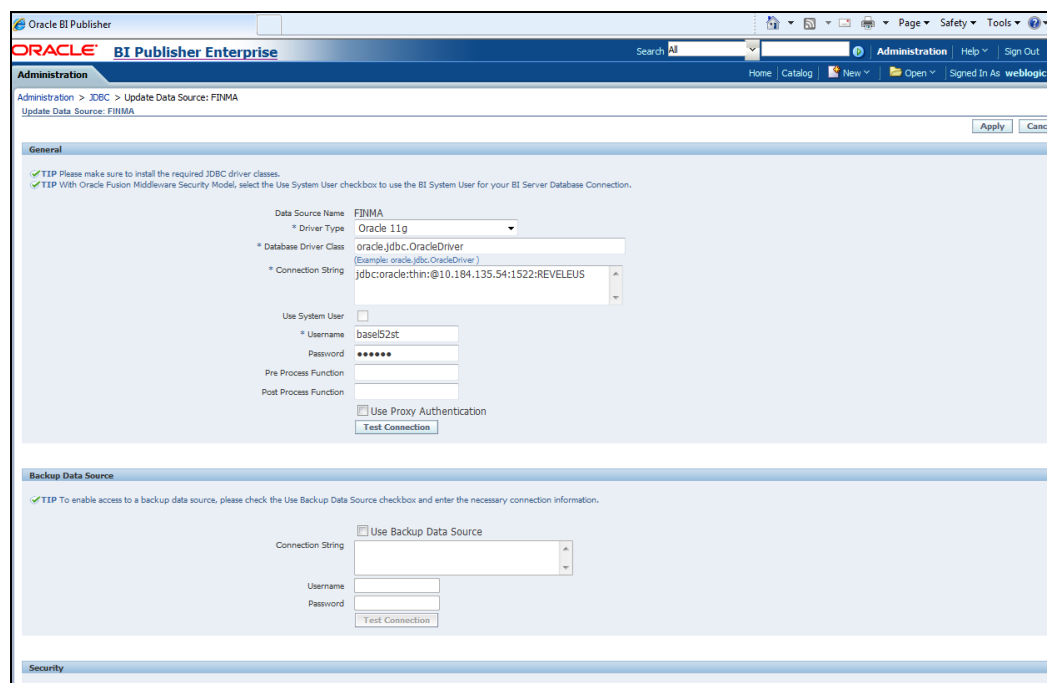 Oracle BI Publisher
Page Safety Tools
ORACLE BI Publisher Enterprise Search All Administration Help Sign Out
Administration Home Catalog New Open Signed In As weblogic
Administration > JDBC > Update Data Source: FINMA
Update Data Source: FINMA
Apply Canc
General
TIP Please make sure to install the required JDBC driver classes.
TIP With Oracle Fusion Middleware Security Model, select the Use System User checkbox to use the BI System User for your BI Server Database Connection.
Data Source Name FINMA
* Driver Type Oracle 11g
* Database Driver Class oracle.jdbc.OracleDriver
(Example: oracle.jdbc.OracleDriver )
* Connection String jdbc:oracle:thin:@10.184.135.54:1522:REVELEUS
Use System User
* Username basel52st
Password ••••••
Pre Process Function
Post Process Function
Use Proxy Authentication
Test Connection
Backup Data Source
TIP To enable access to a backup data source, please check the Use Backup Data Source checkbox and enter the necessary connection information.
Use Backup Data Source
Connection String
Username
Password
Test Connection
Security